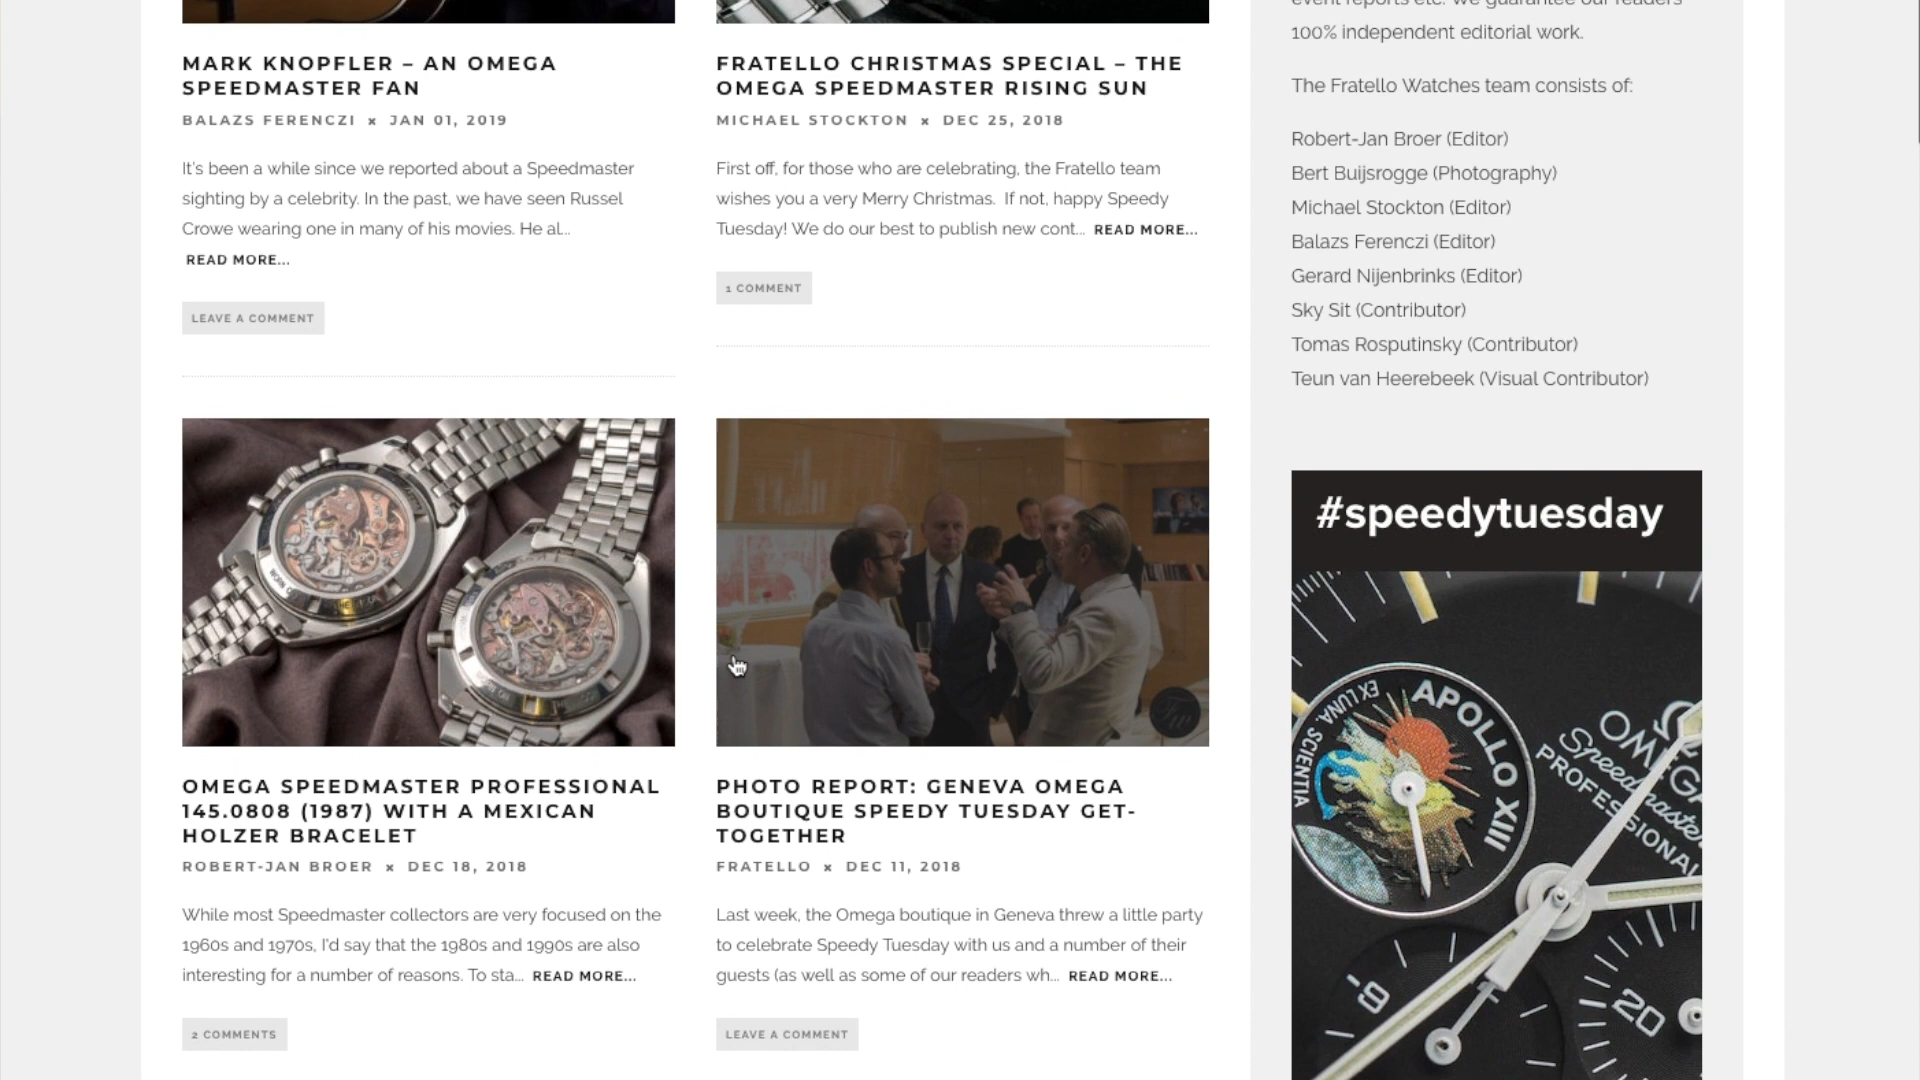 MARK KNOPFLER – AN OMEGA
SPEEDMASTER FAN
BALAZS FERENCZI × JAN 01, 2019
It's been a while since we reported about a Speedmaster
sighting by a celebrity. In the past, we have seen Russel
Crowe wearing one in many of his movies. He al...
READ MORE...
LEAVE A COMMENT
FRATELLO CHRISTMAS SPECIAL – THE
OMEGA SPEEDMASTER RISING SUN
MICHAEL STOCKTON × DEC 25, 2018
First off, for those who are celebrating, the Fratello team
wishes you a very Merry Christmas. If not, happy Speedy
Tuesday! We do our best to publish new cont... READ MORE...
1 COMMENT
OMEGA SPEEDMASTER PROFESSIONAL
145.0808 (1987) WITH A MEXICAN
HOLZER BRACELET
ROBERT-JAN BROER × DEC 18, 2018
While most Speedmaster collectors are very focused on the
1960s and 1970s, I'd say that the 1980s and 1990s are also
interesting for a number of reasons. To sta... READ MORE...
2 COMMENTS
PHOTO REPORT: GENEVA OMEGA
BOUTIQUE SPEEDY TUESDAY GET-
TOGETHER
FRATELLO × DEC 11, 2018
Last week, the Omega boutique in Geneva threw a little party
to celebrate Speedy Tuesday with us and a number of their
guests (as well as some of our readers wh... READ MORE...
LEAVE A COMMENT
event reports etc. We guarantee our readers
100% independent editorial work.
The Fratello Watches team consists of:
Robert-Jan Broer (Editor)
Bert Buijsrogge (Photography)
Michael Stockton (Editor)
Balazs Ferenczi (Editor)
Gerard Nijenbrinks (Editor)
Sky Sit (Contributor)
Tomas Rosputinsky (Contributor)
Teun van Heerebeek (Visual Contributor)
#speedytuesday
EX LUNA, SCIENTIA
APOLLO XIII
OMEGA
Speedmaster
PROFESSIONAL
20